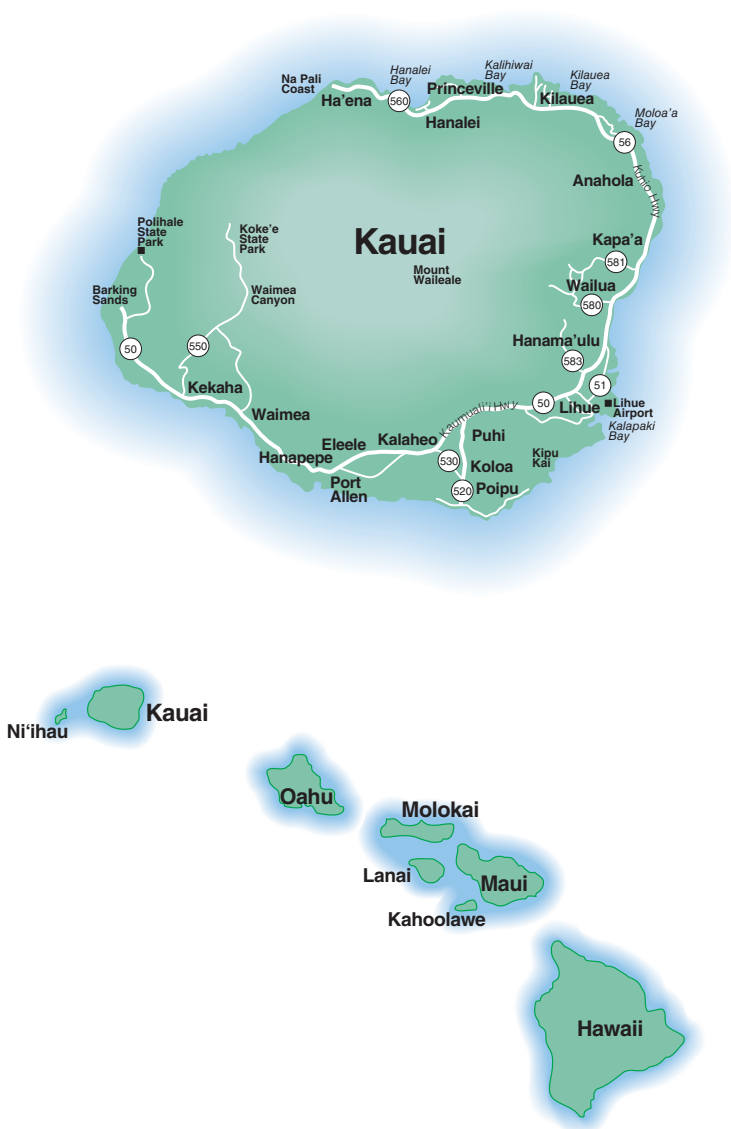 Hanalei
Bay
Kalihiwai
Bay
Kilauea
Bay
Na Pali
Coast
Princeville
Ha'ena
560
Kilauea
Moloa'a
Bay
Hanalei
56
Anahola
Kuhio Hwy
Polihale
State
Park
Koke'e
State
Park
Kauai
Kapa'a
581
Mount
Waileale
Barking
Sands
Waimea
Canyon
Wailua
580
50
550
Hanama'ulu
583
Kekaha
51
50
Lihue
Lihue
Airport
Waimea
Kaumuali'i Hwy
Kalapaki
Bay
Eleele
Kalaheo
Puhi
Hanapepe
530
Koloa
Kipu
Kai
Port
Allen
520
Poipu
Kauai
Ni‘ihau
Oahu
Molokai
Lanai
Maui
Kahoolawe
Hawaii